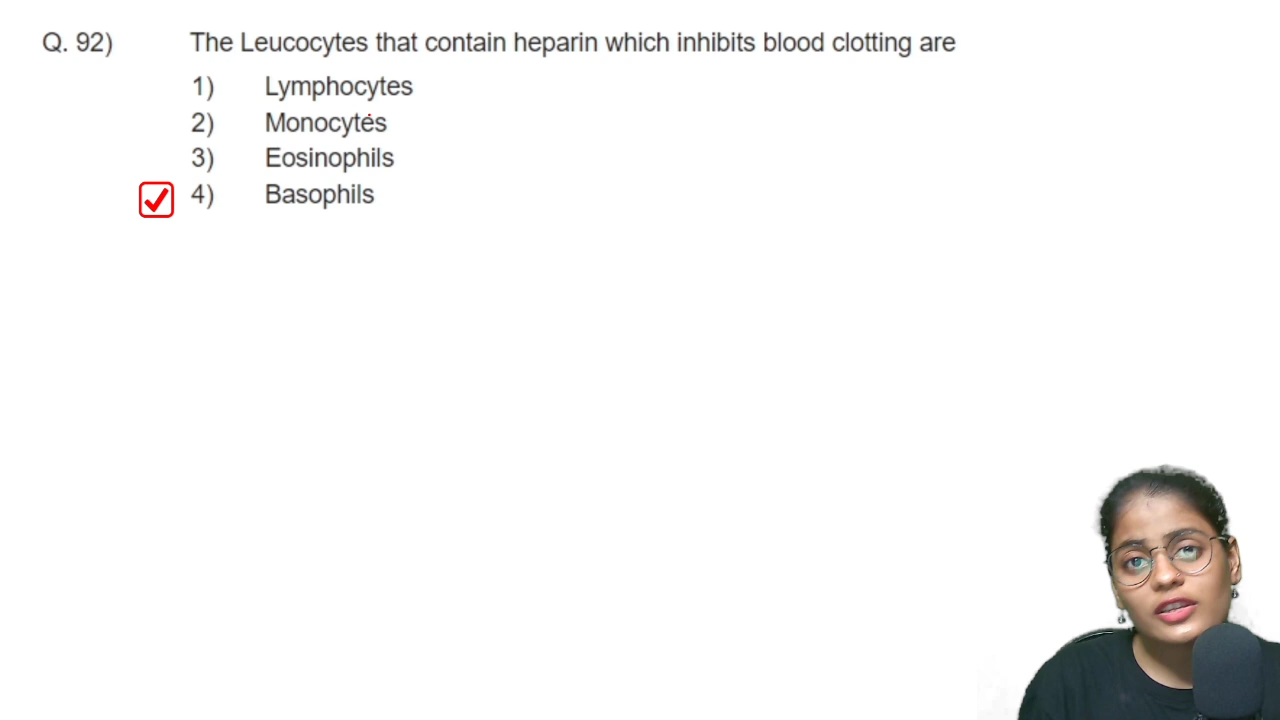 Q. 92) The Leucocytes that contain heparin which inhibits blood clotting are
1) Lymphocytes
2) Monocytes
3) Eosinophils
4) Basophils